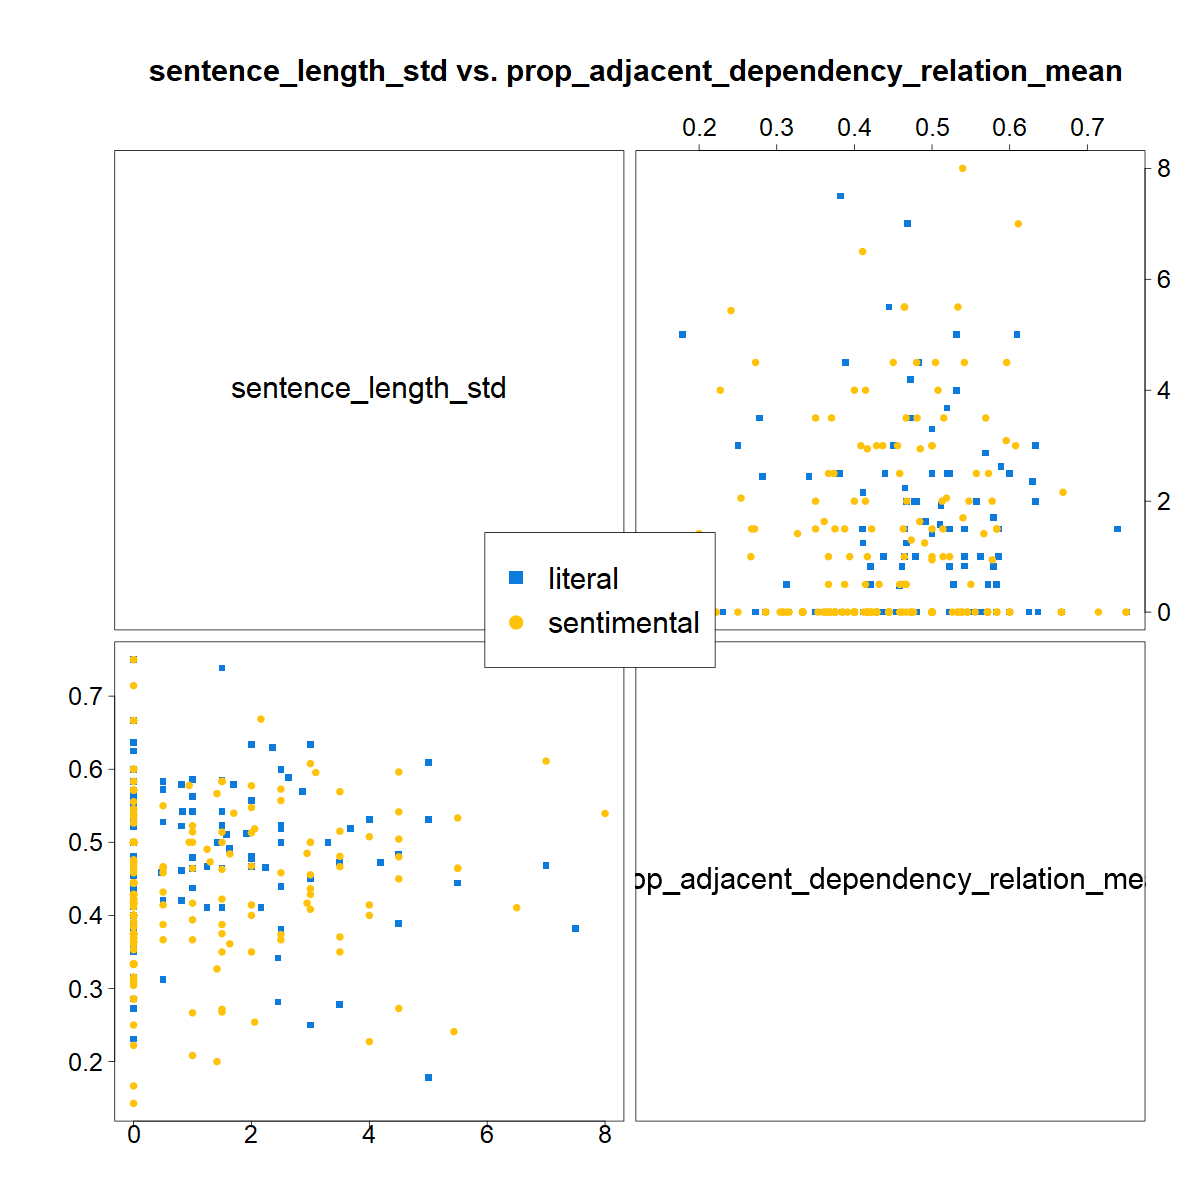 sentence_length_std vs. prop_adjacent_dependency_relation_mean
0.2 0.3 0.4 0.5 0.6 0.7
8
sentence_length_std
6
4
2
0
literal
sentimental
0.7
0.6
0.5
0.4
0.3
0.2
op_adjacent_dependency_relation_me
0 2 4 6 8